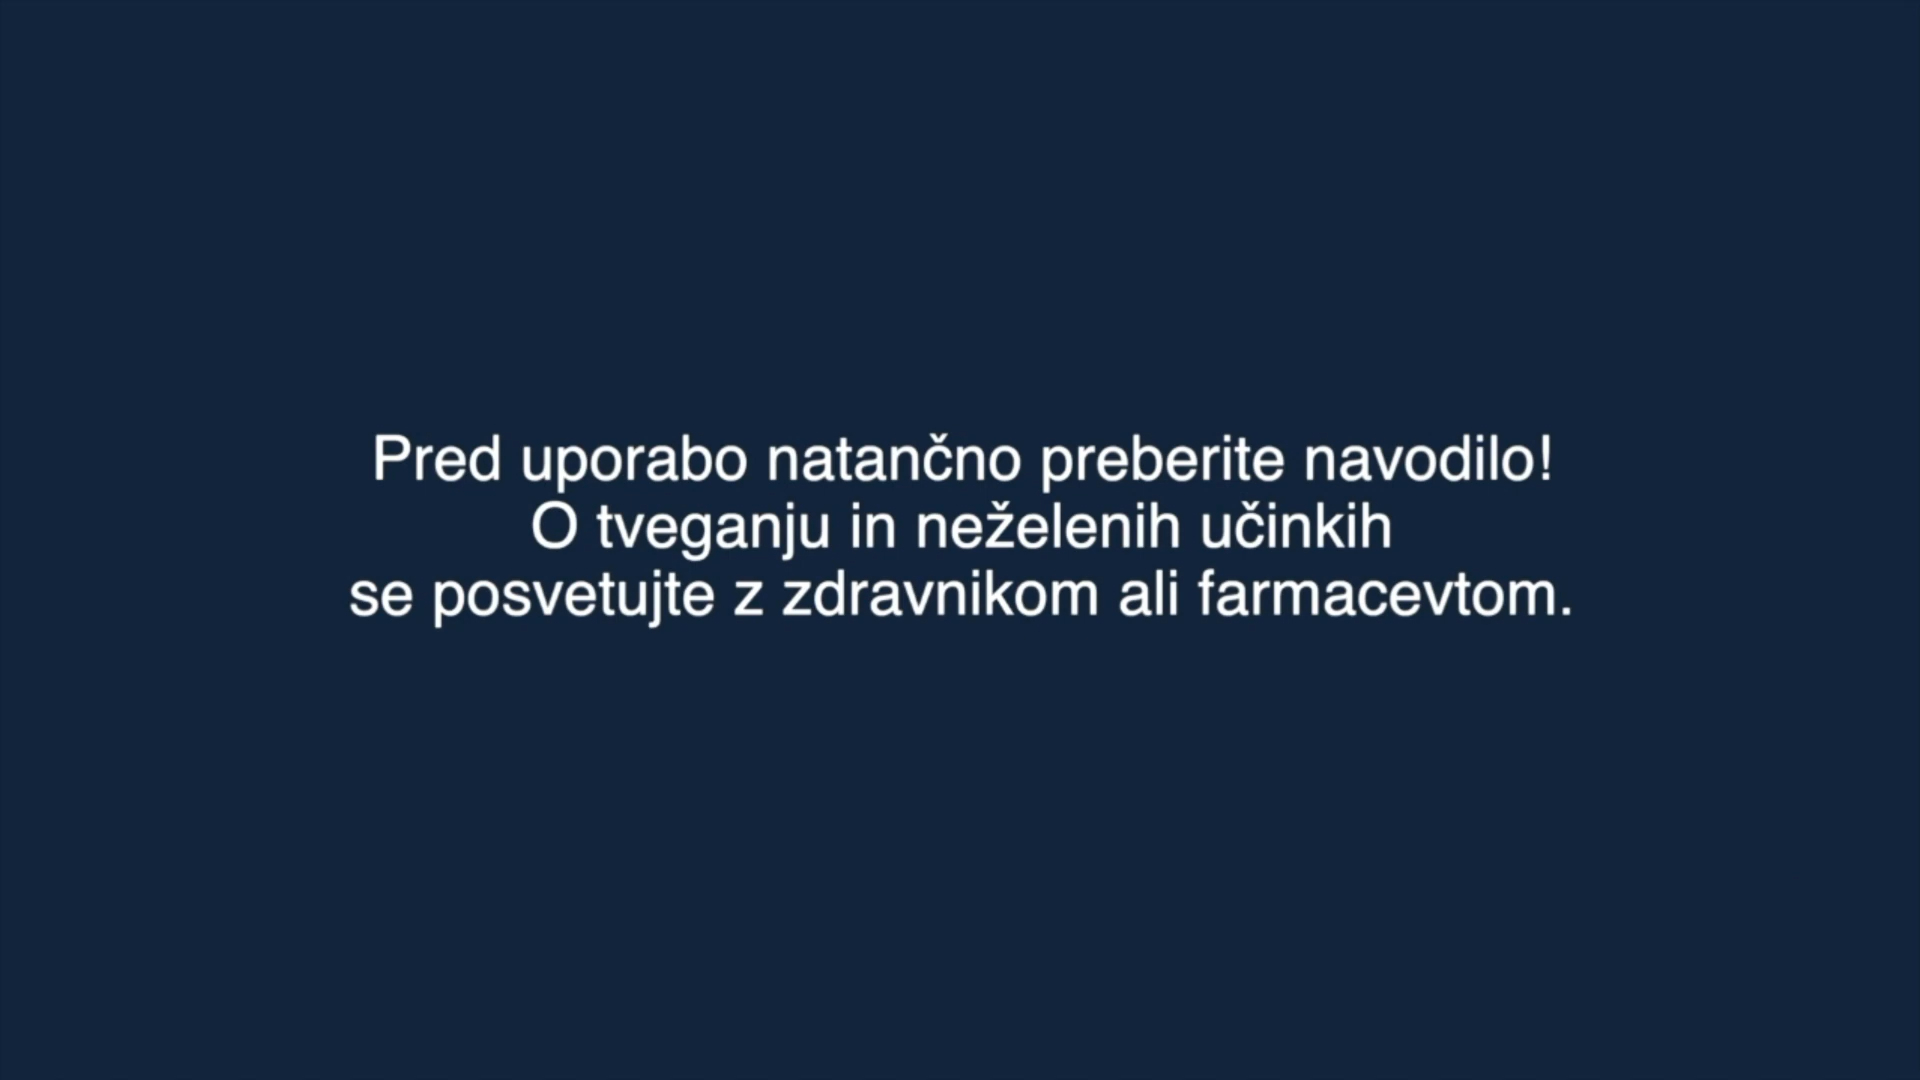 Pred uporabo natančno preberite navodilo!
O tveganju in neželenih učinkih
se posvetujte z zdravnikom ali farmacevtom.